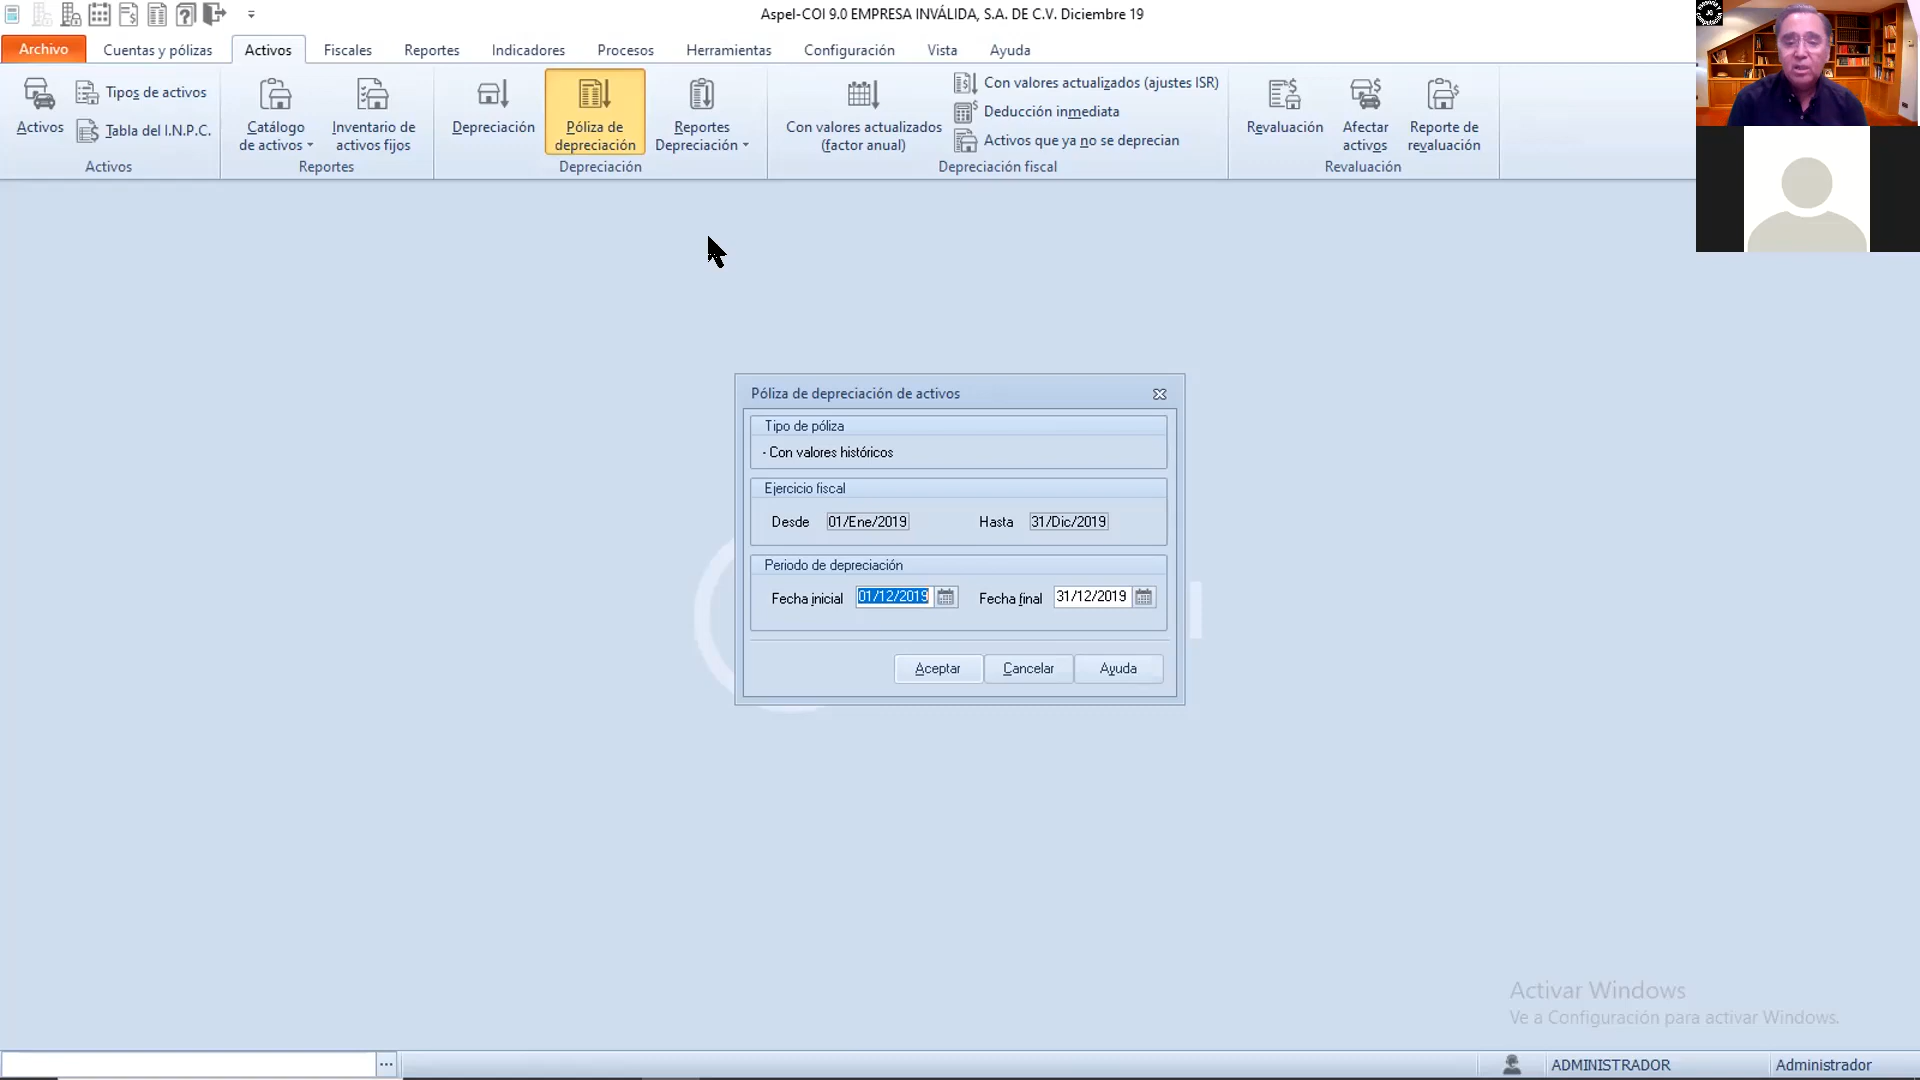 Aspel-COI 9.0 EMPRESA INVÁLIDA, S.A. DE C.V. Diciembre 19
Archivo Cuentas y pólizas Activos Fiscales Reportes Indicadores Procesos Herramientas Configuración Vista Ayuda
Activos
Tipos de activos
Tabla del I.N.P.C.
Activos
Catálogo
de activos
Inventario de
activos fijos
Reportes
Depreciación
Póliza de
depreciación
Reportes
Depreciación
Depreciación
Con valores actualizados
(factor anual)
Con valores actualizados (ajustes ISR)
Deducción inmediata
Activos que ya no se deprecian
Depreciación fiscal
Revaluación
Afectar
activos
Reporte de
revaluación
Revaluación
Póliza de depreciación de activos
Tipo de póliza
- Con valores históricos
Ejercicio fiscal
Desde 01/Ene/2019 Hasta 31/Dic/2019
Periodo de depreciación
Fecha inicial 01/12/2019 Fecha final 31/12/2019
Aceptar Cancelar Ayuda
Activar Windows
Ve a Configuración para activar Windows.
... ADMINISTRADOR Administrador